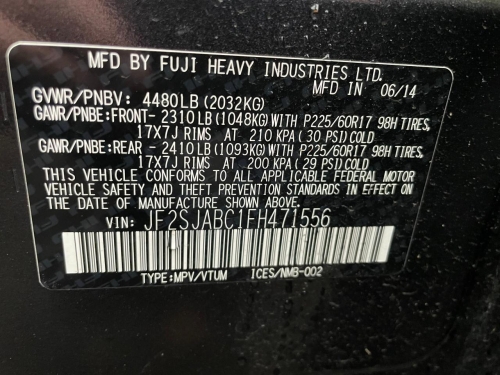 MFD BY FUJI HEAVY INDUSTRIES LTD.
MFD IN 06/14
GVWR/PNBV: 4480LB (2032KG)
GAWR/PNBE:FRONT- 2310 LB (1048KG) WITH P225/60R17 98H TIRES,
17X7J RIMS AT 210 KPA (30 PSI)COLD
GAWR/PNBE:REAR - 2410 LB (1093KG) WITH P225/60R17 98H TIRES,
17X7J RIMS AT 200 KPA (29 PSI)COLD
THIS VEHICLE CONFORMS TO ALL APPLICABLE FEDERAL MOTOR
VEHICLE SAFETY AND THEFT PREVENTION STANDARDS IN EFFECT ON THE
DATE OF MANUFACTURE SHOWN ABOVE.
VIN: JF2SJABC1FH471556
TYPE:MPV/VTUM ICES/NMB-002